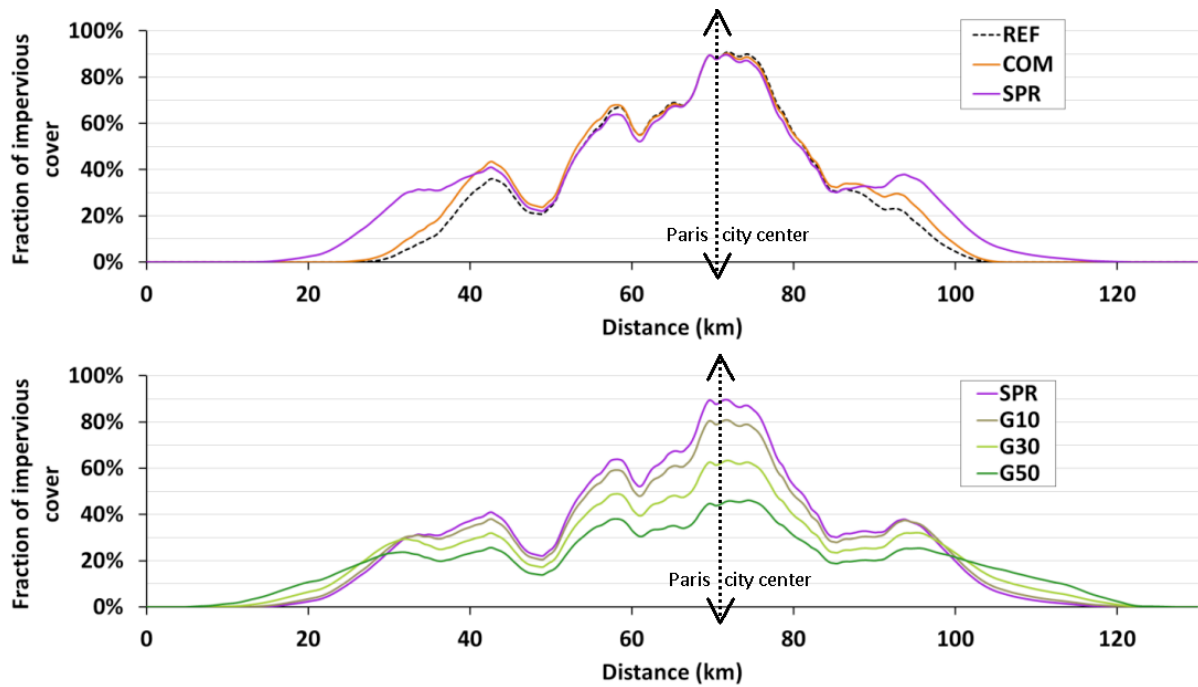 Fraction of impervious
cover
100%
80%
60%
40%
20%
0%
REF
COM
SPR
Paris city center
0
20
40
60
80
100
120
Distance (km)
Fraction of impervious
cover
100%
80%
60%
40%
20%
0%
SPR
G10
G30
G50
Paris city center
0
20
40
60
80
100
120
Distance (km)